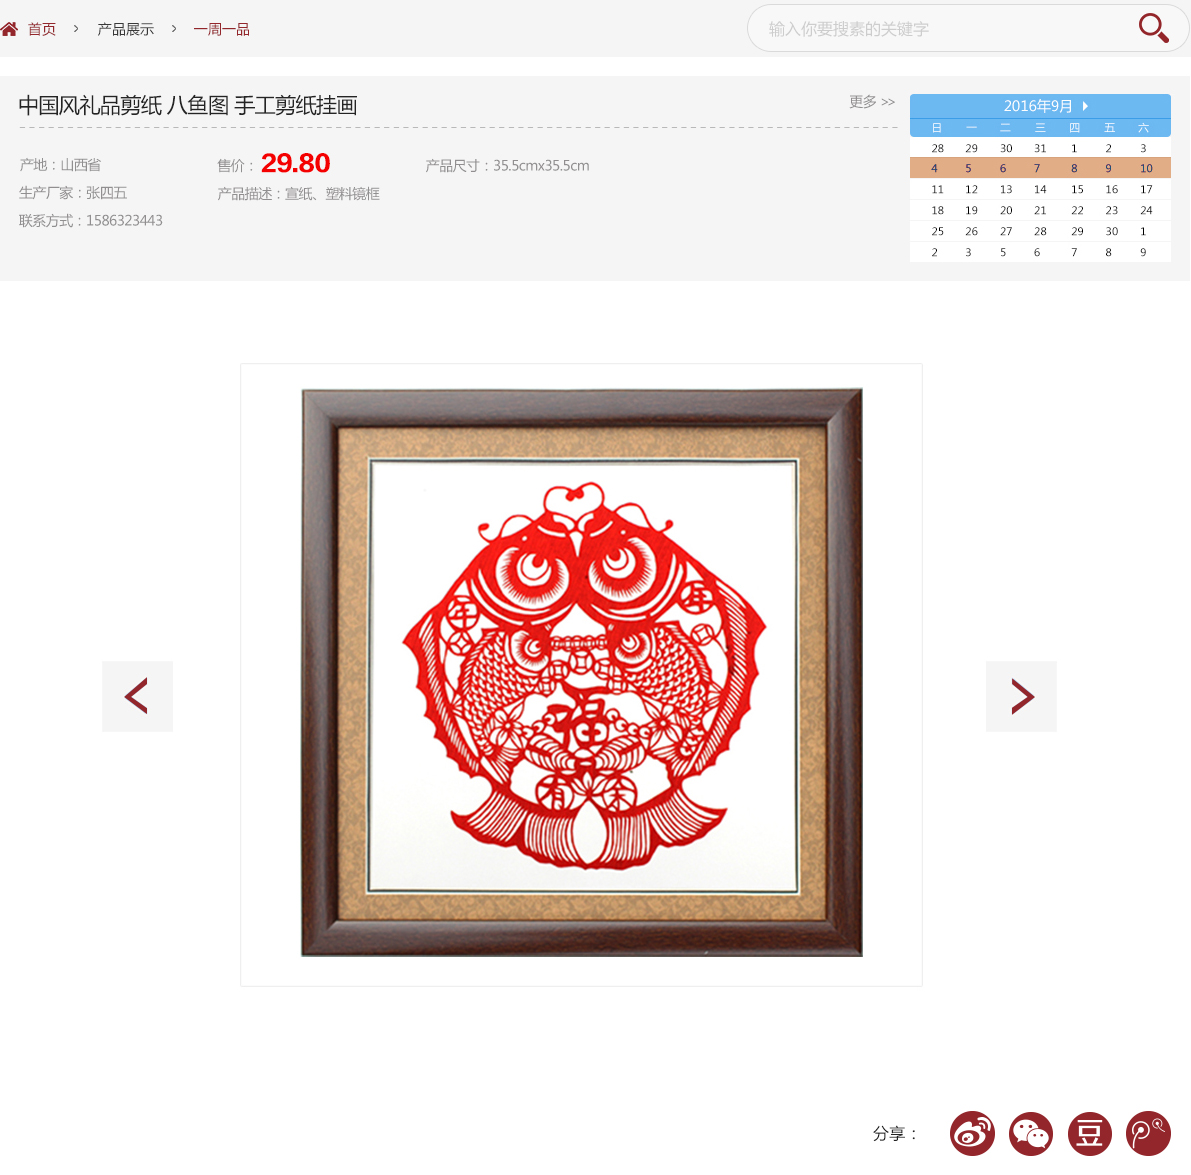 首页 > 产品展示 > 一周一品
输入你要搜素的关键字
中国风礼品剪纸 八鱼图 手工剪纸挂画
更多 >>
产地：山西省
售价： 29.80
产品尺寸：35.5cmx35.5cm
生产厂家：张四五
产品描述：宣纸、塑料镜框
联系方式：1586323443
2016年9月
日 一 二 三 四 五 六
28 29 30 31 1 2 3
4 5 6 7 8 9 10
11 12 13 14 15 16 17
18 19 20 21 22 23 24
25 26 27 28 29 30 1
2 3 5 6 7 8 9
年 年
福
有 余
分享：
豆